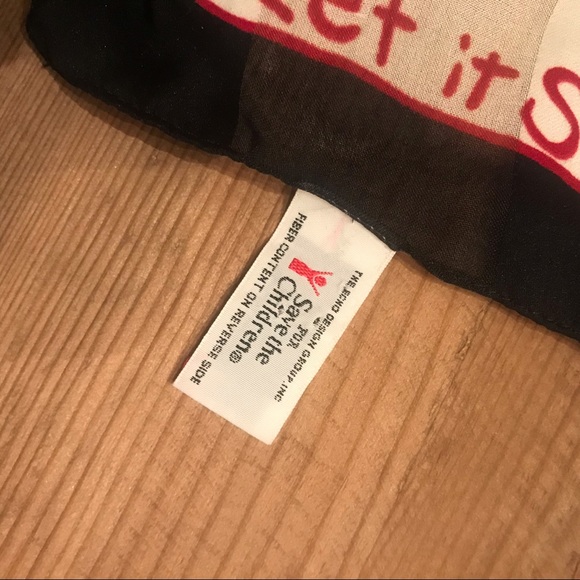 Let it S
THE ECHO DESIGN GROUP, INC
FOR
Save the
Children®
FIBER CONTENT ON REVERSE SIDE